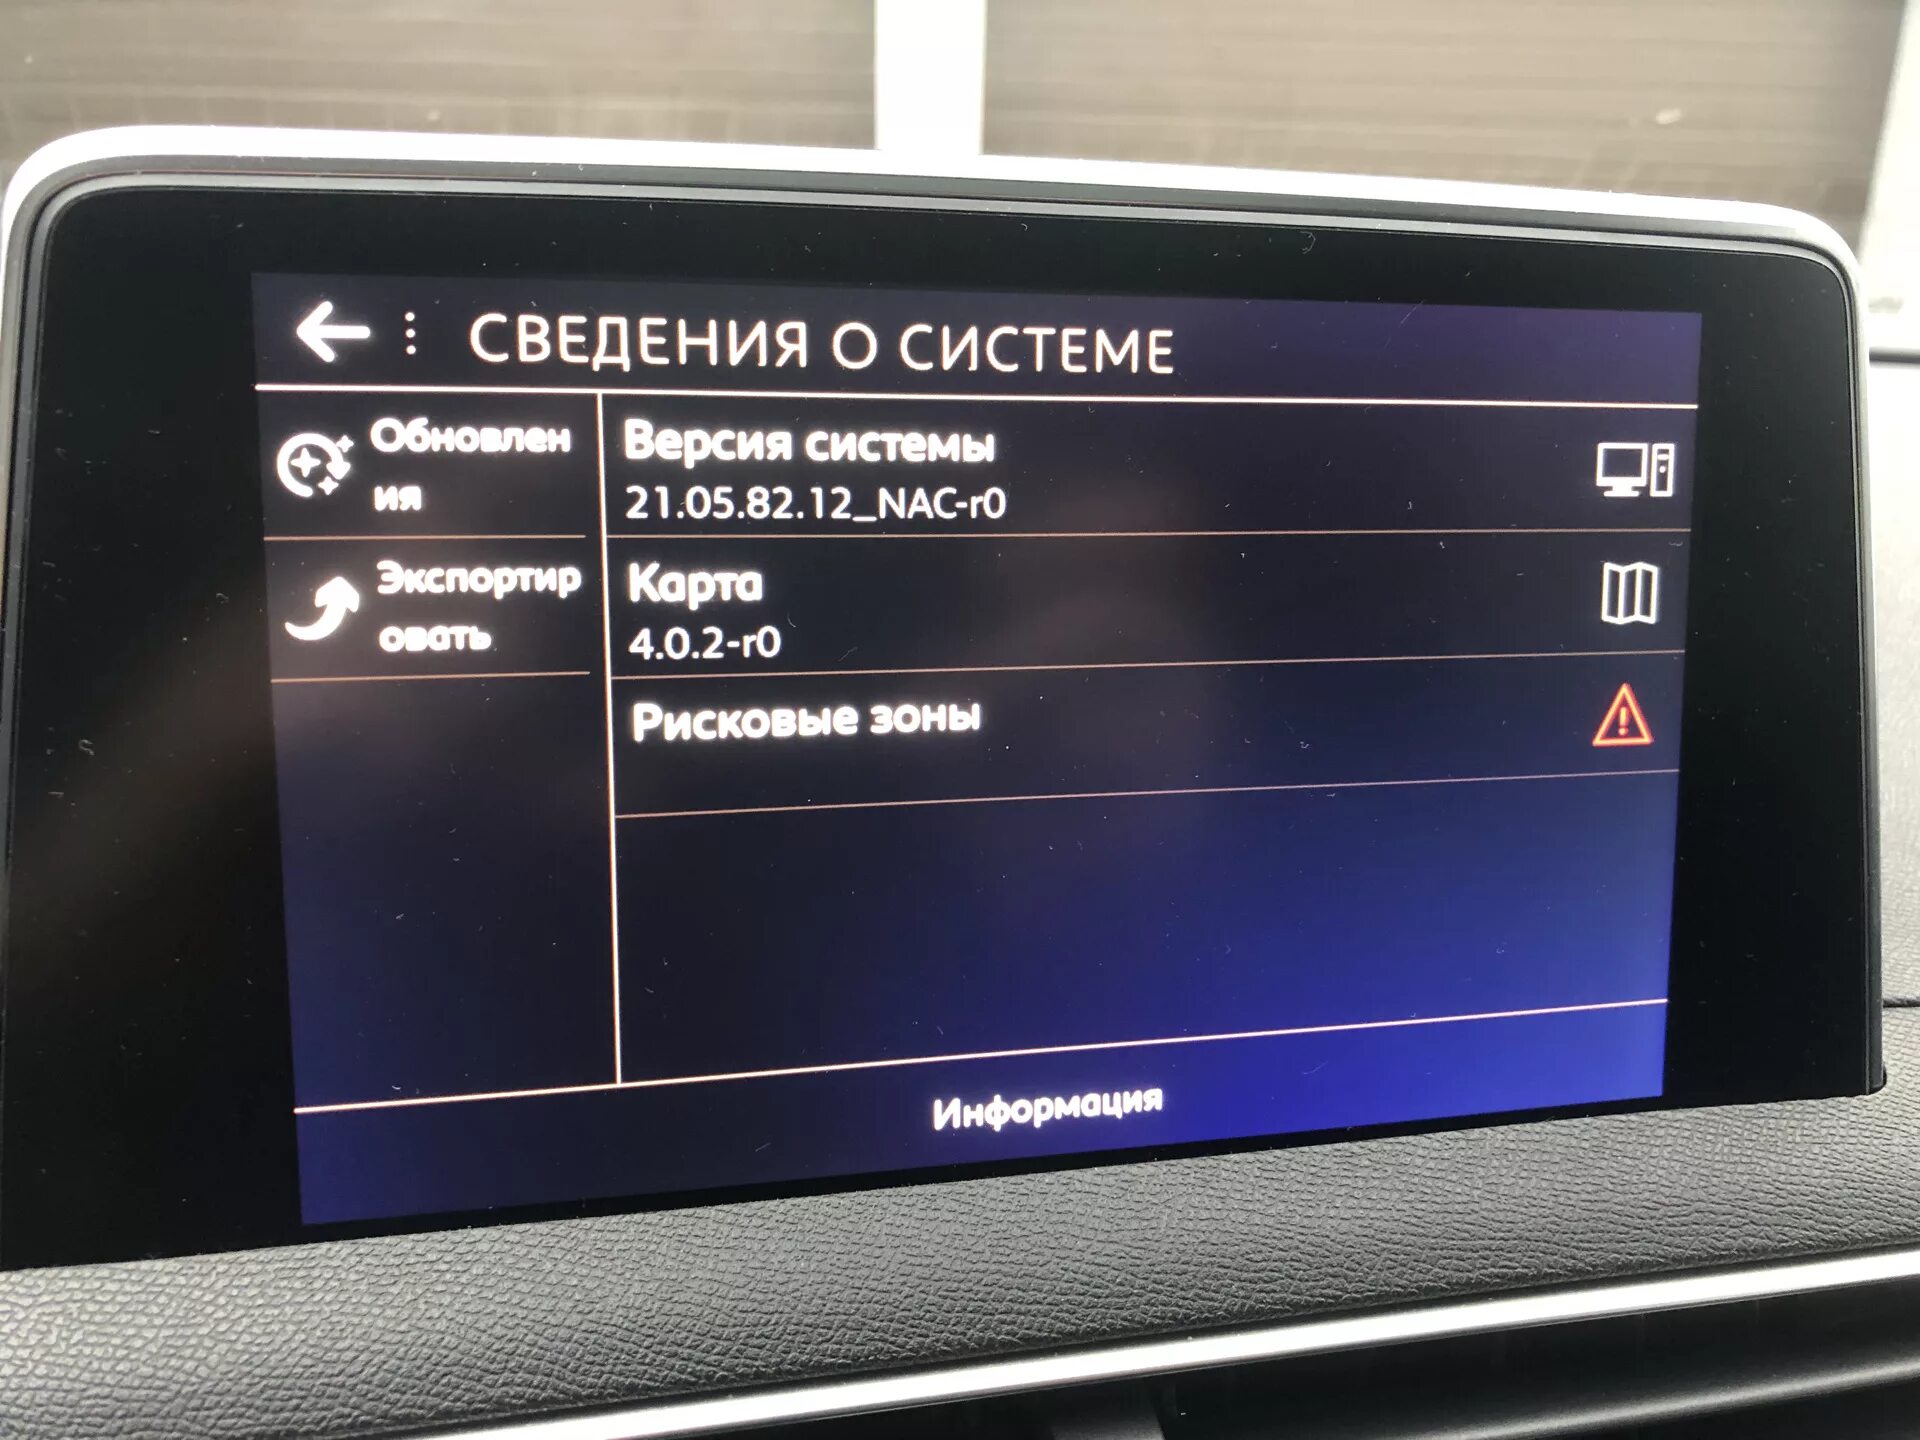 СВЕДЕНИЯ О СИСТЕМЕ
Обновлен
ия
Экспортир
овать
Версия системы
21.05.82.12_NAC-r0
Карта
4.0.2-r0
Рисковые зоны
Информация